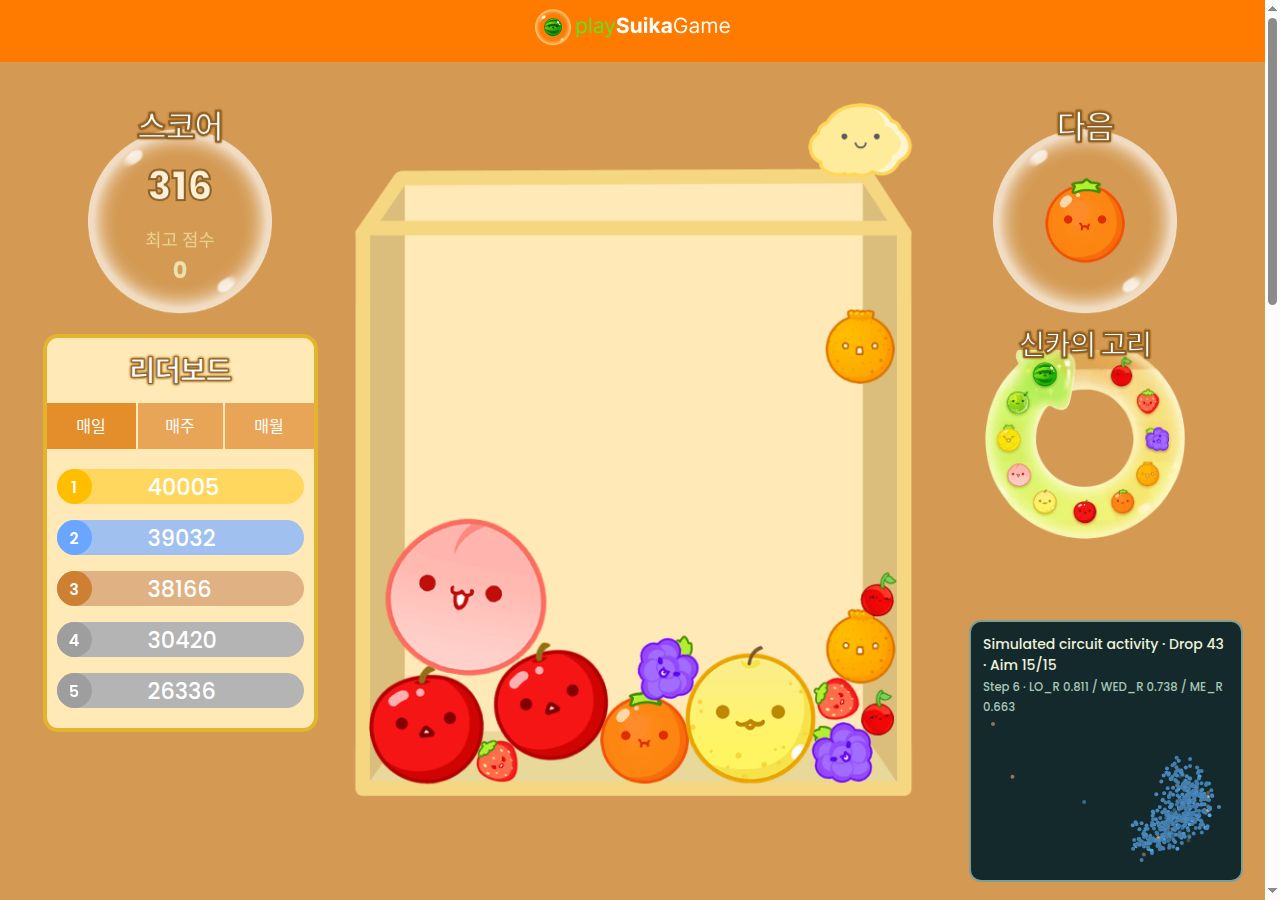 playSuikaGame
스코어
316
최고 점수
0
리더보드
매일 매주 매월
1 40005
2 39032
3 38166
4 30420
5 26336
다음
신카의 고리
Simulated circuit activity · Drop 43
· Aim 15/15
Step 6 · LO_R 0.811 / WED_R 0.738 / ME_R
0.663